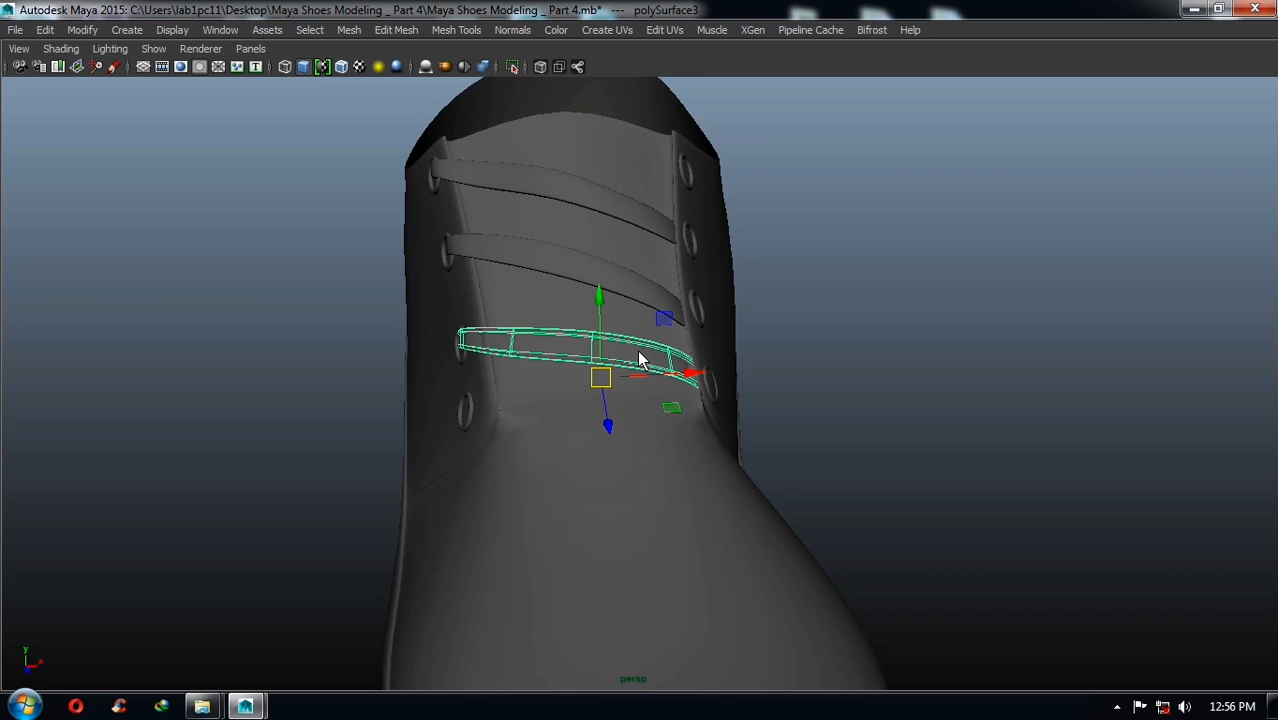 Autodesk Maya 2015: C:\Users\lab1pc11\Desktop\Maya Shoes Modeling _ Part 4\Maya Shoes Modeling _ Part 4.mb* --- polySurface3
File Edit Modify Create Display Window Assets Select Mesh Edit Mesh Mesh Tools Normals Color Create UVs Edit UVs Muscle XGen Pipeline Cache Bifrost Help
View Shading Lighting Show Renderer Panels
y
x
persp
12:56 PM